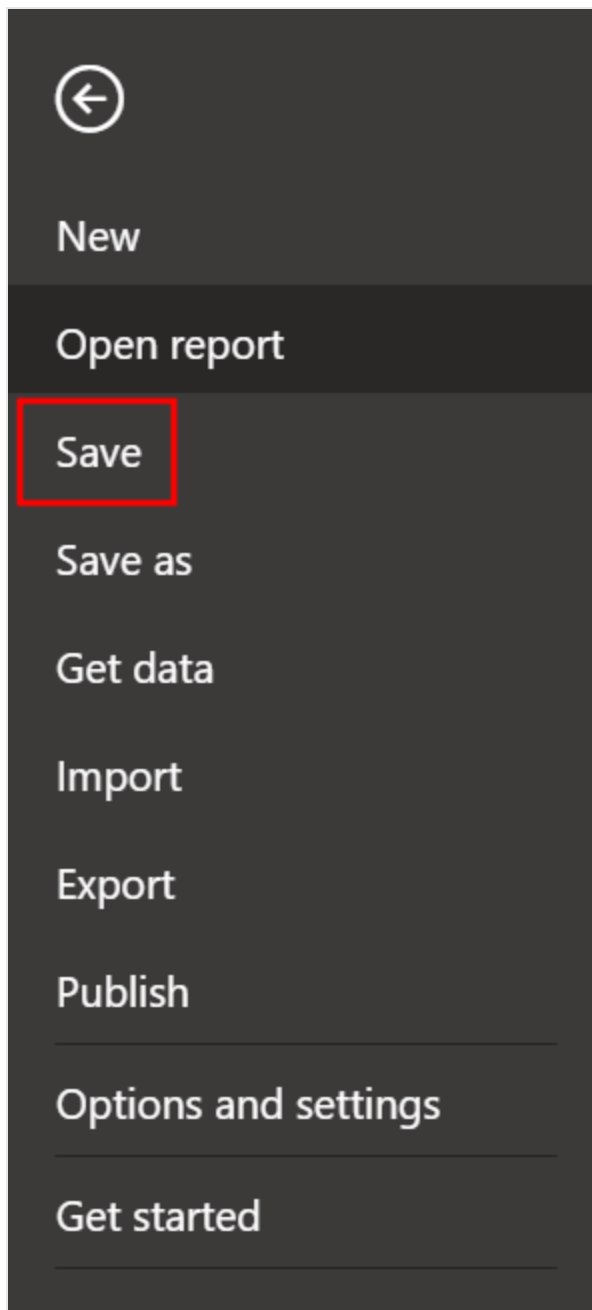 New
Open report
Save
Save as
Get data
Import
Export
Publish
Options and settings
Get started